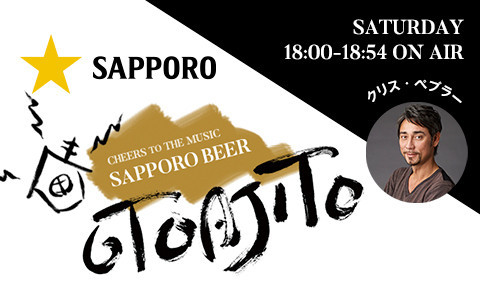 SAPPORO
SATURDAY
18:00-18:54 ON AIR
クリス・ペプラー
CHEERS TO THE MUSIC
SAPPORO BEER
OTOAJITO